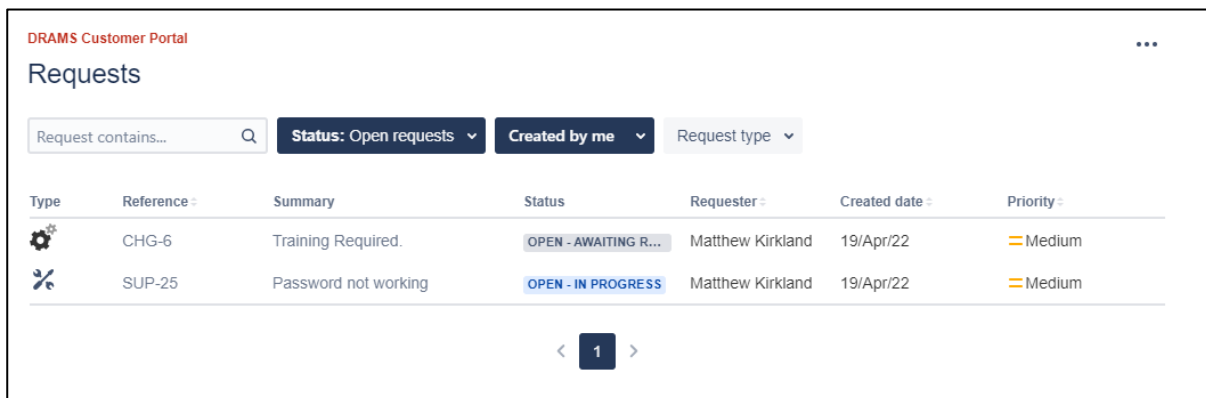 DRAMS Customer Portal
Requests
Request contains... Status: Open requests Created by me Request type
Type Reference Summary Status Requester Created date Priority
CHG-6 Training Required. OPEN - AWAITING R... Matthew Kirkland 19/Apr/22 Medium
SUP-25 Password not working OPEN - IN PROGRESS Matthew Kirkland 19/Apr/22 Medium
1